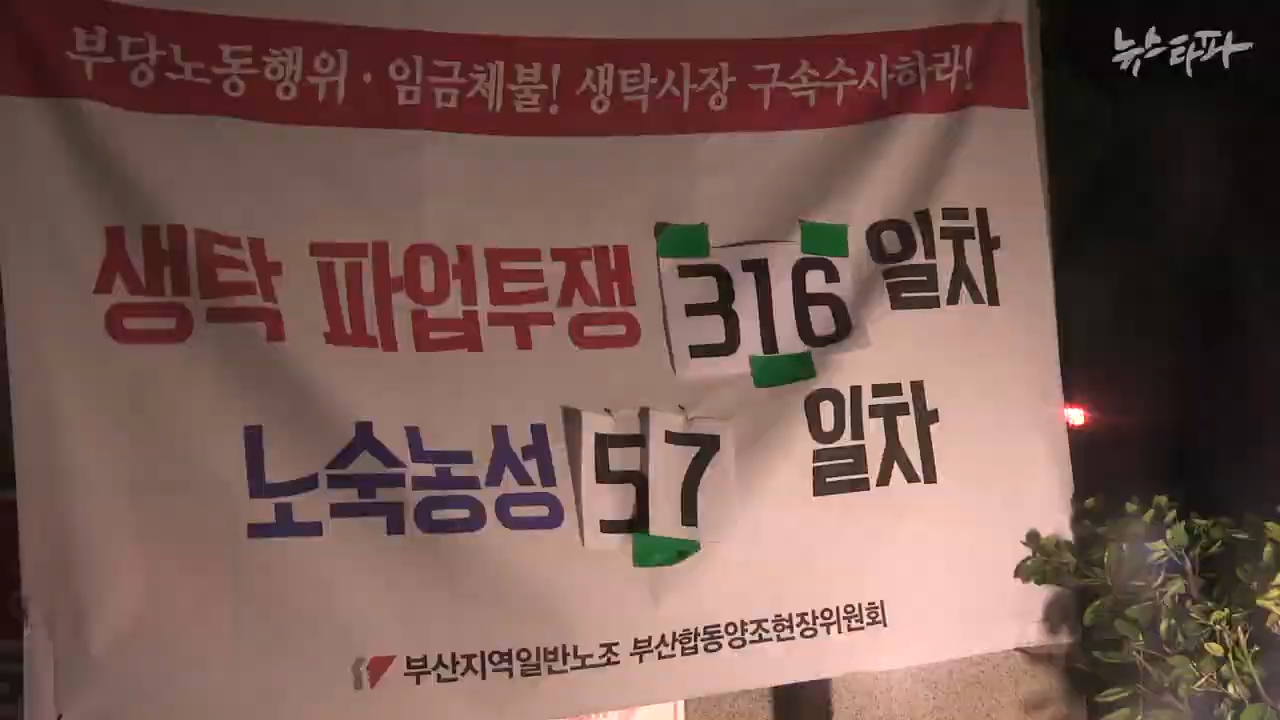 뉴스타파
부당노동행위·임금체불! 생탁사장 구속수사하라!
생탁 파업투쟁 316 일차
노숙농성 57 일차
부산지역일반노조 부산합동양조현장위원회